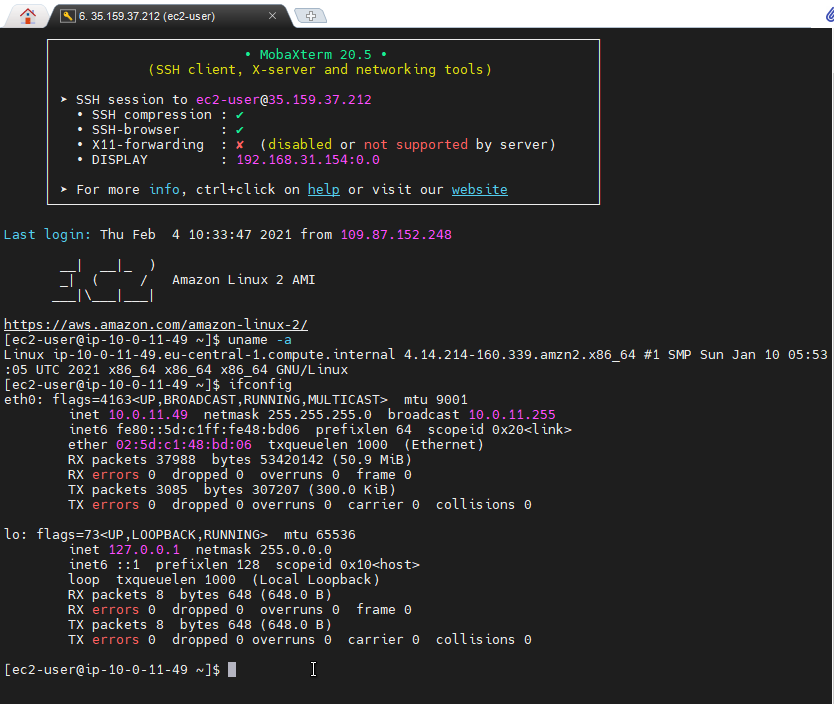 6. 35.159.37.212 (ec2-user)
• MobaXterm 20.5 •
(SSH client, X-server and networking tools)
➤ SSH session to ec2-user@35.159.37.212
• SSH compression : ✔
• SSH-browser     : ✔
• X11-forwarding  : ✘  (disabled or not supported by server)
• DISPLAY         : 192.168.31.154:0.0
➤ For more info, ctrl+click on help or visit our website
Last login: Thu Feb  4 10:33:47 2021 from 109.87.152.248
       __|  __|_  )
       _|  (     /   Amazon Linux 2 AMI
      ___|\___|___|
https://aws.amazon.com/amazon-linux-2/
[ec2-user@ip-10-0-11-49 ~]$ uname -a
Linux ip-10-0-11-49.eu-central-1.compute.internal 4.14.214-160.339.amzn2.x86_64 #1 SMP Sun Jan 10 05:53
:05 UTC 2021 x86_64 x86_64 x86_64 GNU/Linux
[ec2-user@ip-10-0-11-49 ~]$ ifconfig
eth0: flags=4163<UP,BROADCAST,RUNNING,MULTICAST>  mtu 9001
        inet 10.0.11.49  netmask 255.255.255.0  broadcast 10.0.11.255
        inet6 fe80::5d:c1ff:fe48:bd06  prefixlen 64  scopeid 0x20<link>
        ether 02:5d:c1:48:bd:06  txqueuelen 1000  (Ethernet)
        RX packets 37988  bytes 53420142 (50.9 MiB)
        RX errors 0  dropped 0  overruns 0  frame 0
        TX packets 3085  bytes 307207 (300.0 KiB)
        TX errors 0  dropped 0 overruns 0  carrier 0  collisions 0
lo: flags=73<UP,LOOPBACK,RUNNING>  mtu 65536
        inet 127.0.0.1  netmask 255.0.0.0
        inet6 ::1  prefixlen 128  scopeid 0x10<host>
        loop  txqueuelen 1000  (Local Loopback)
        RX packets 8  bytes 648 (648.0 B)
        RX errors 0  dropped 0  overruns 0  frame 0
        TX packets 8  bytes 648 (648.0 B)
        TX errors 0  dropped 0 overruns 0  carrier 0  collisions 0
[ec2-user@ip-10-0-11-49 ~]$